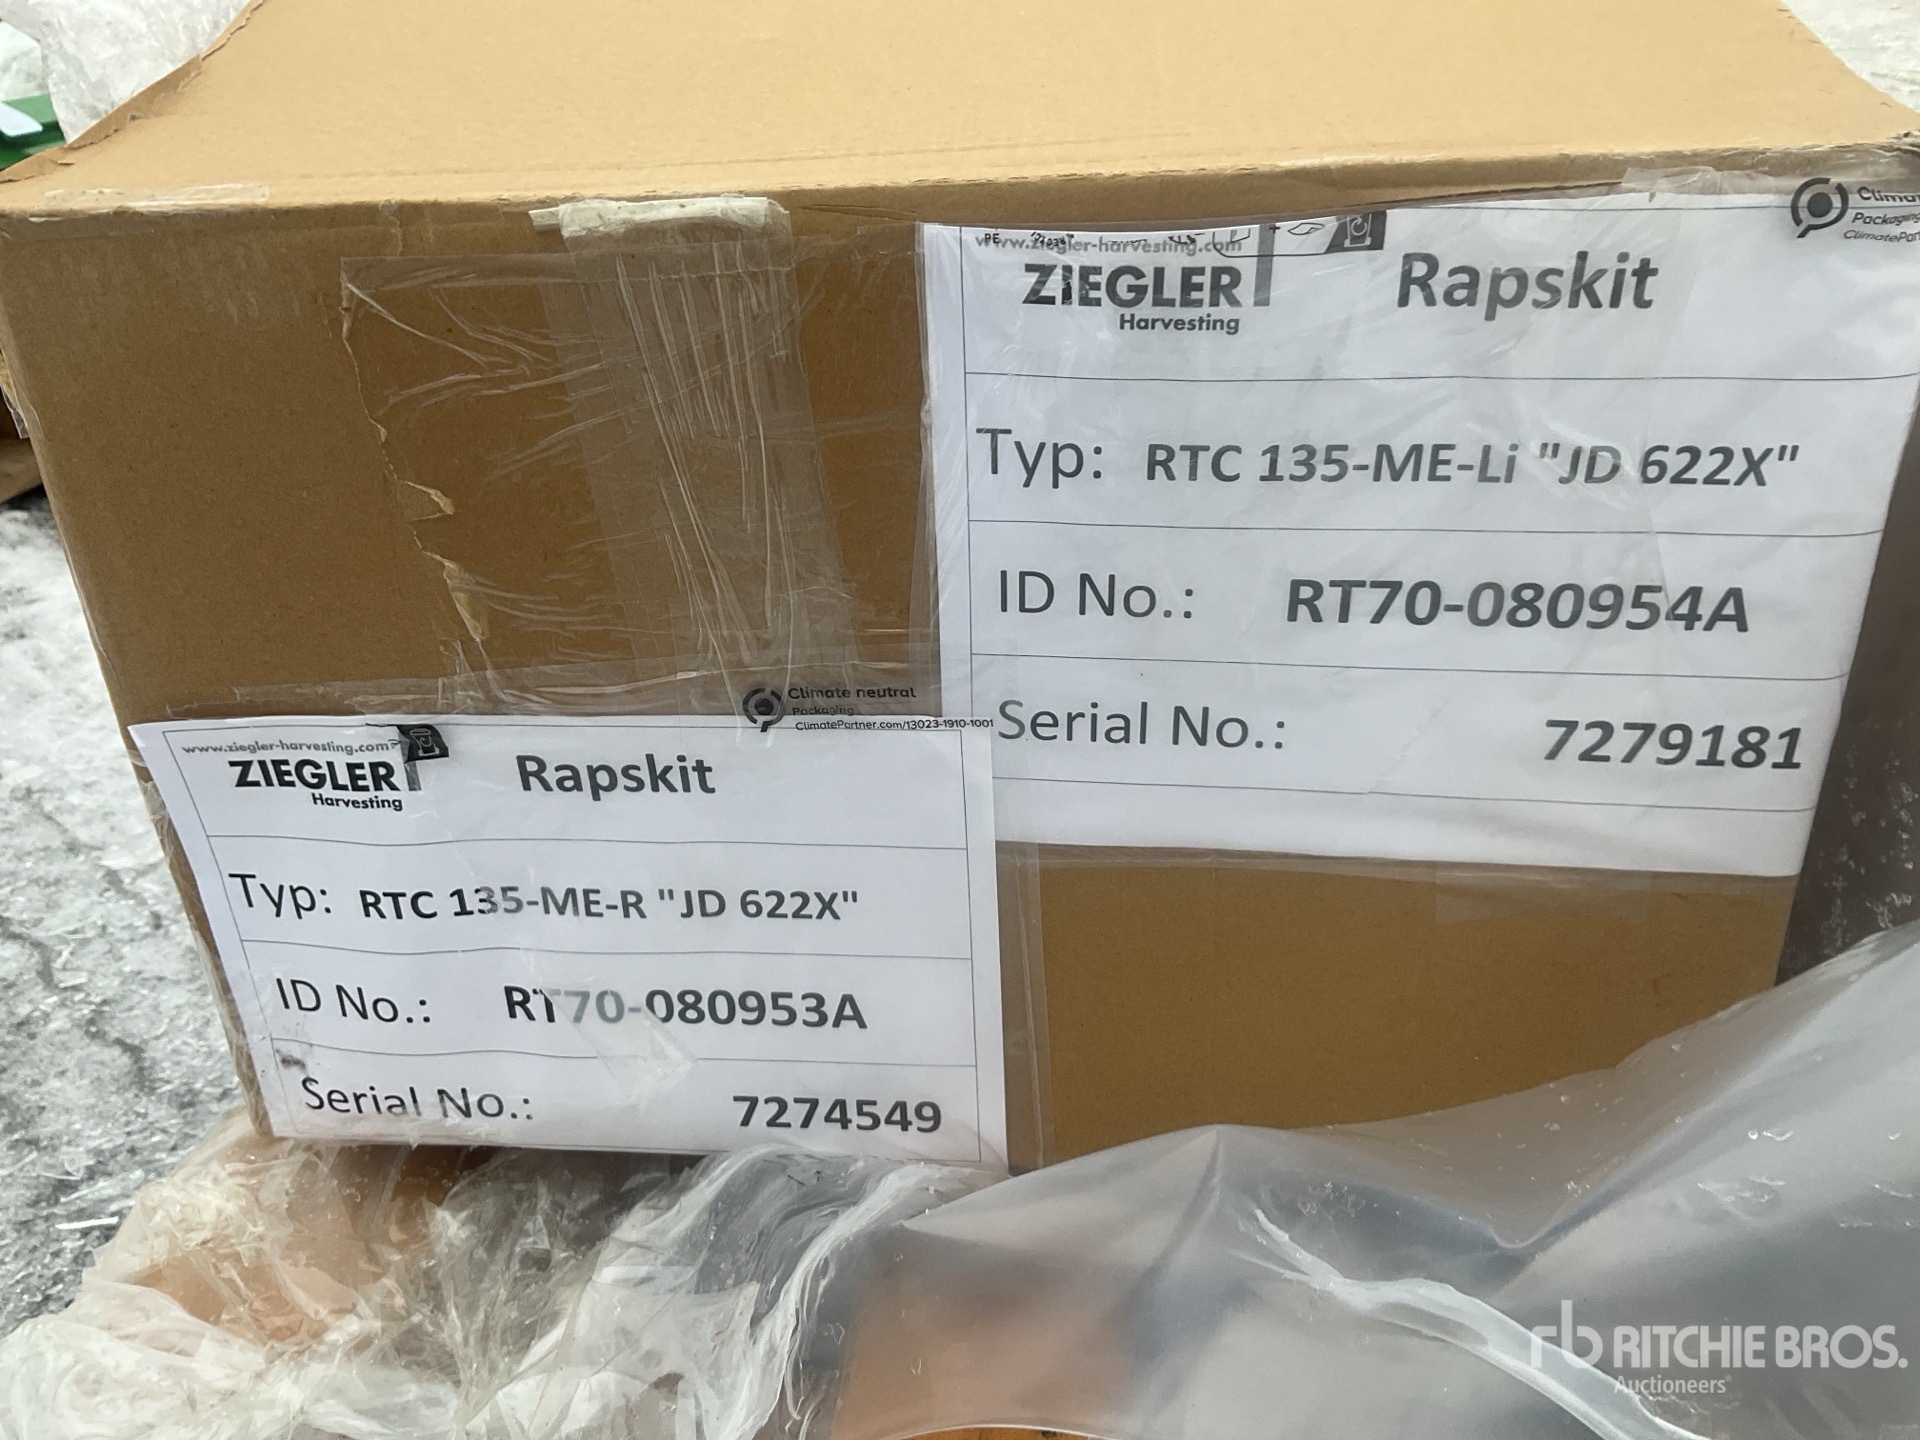 www.ziegler-harvesting.com
ZIEGLER
Harvesting
Rapskit
Typ: RTC 135-ME-Li "JD 622X"
ID No.: RT70-080954A
Serial No.: 7279181
Packaging
Climate neutral
Packaging
ClimatePartner.com/13023-1910-1001
www.ziegler-harvesting.com
ZIEGLER
Harvesting
Rapskit
Typ: RTC 135-ME-R "JD 622X"
ID No.: RT70-080953A
Serial No.: 7274549
rb RITCHIE BROS.
Auctioneers